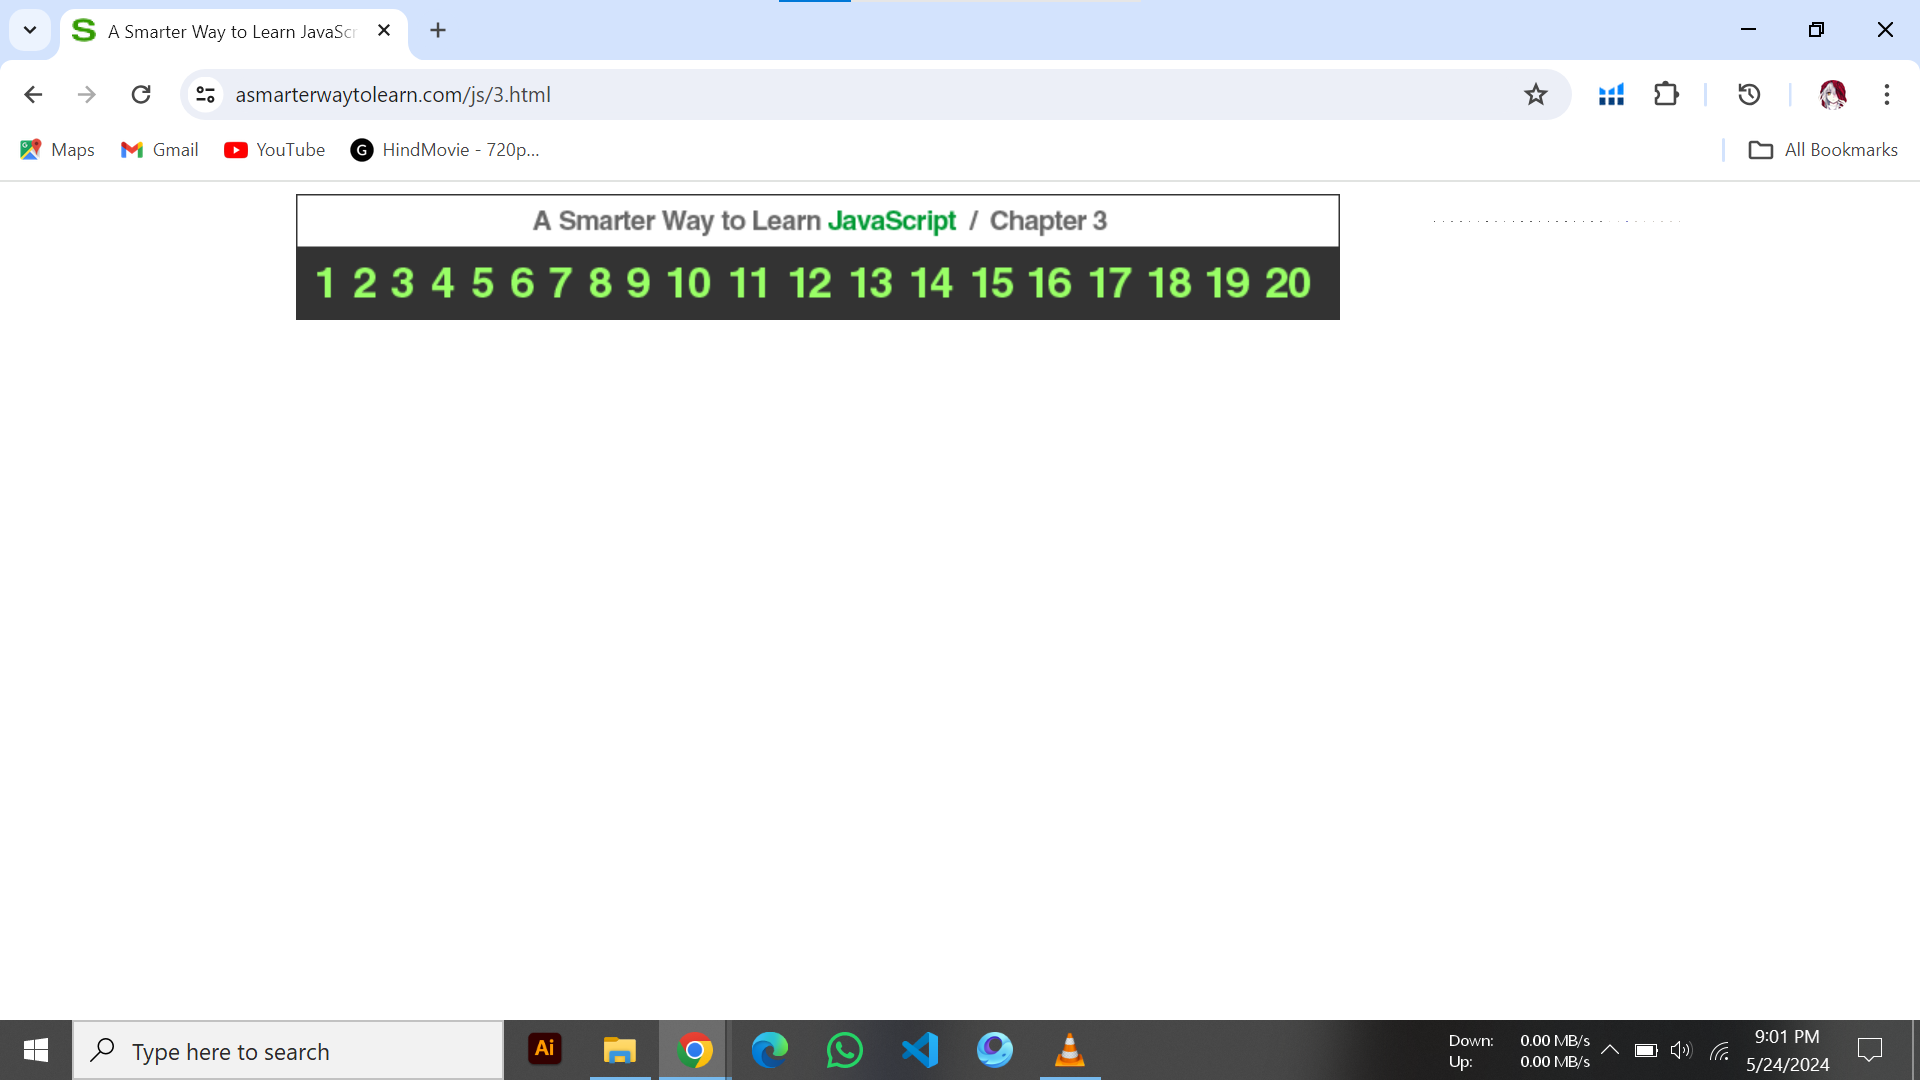 A Smarter Way to Learn JavaScr
asmarterwaytolearn.com/js/3.html
Maps
Gmail
YouTube
G
HindMovie - 720p...
All Bookmarks
A Smarter Way to Learn JavaScript / Chapter 3
1 2 3 4 5 6 7 8 9 10 11 12 13 14 15 16 17 18 19 20
Type here to search
Ai
Down: 0.00 MB/s
Up: 0.00 MB/s
9:01 PM
5/24/2024